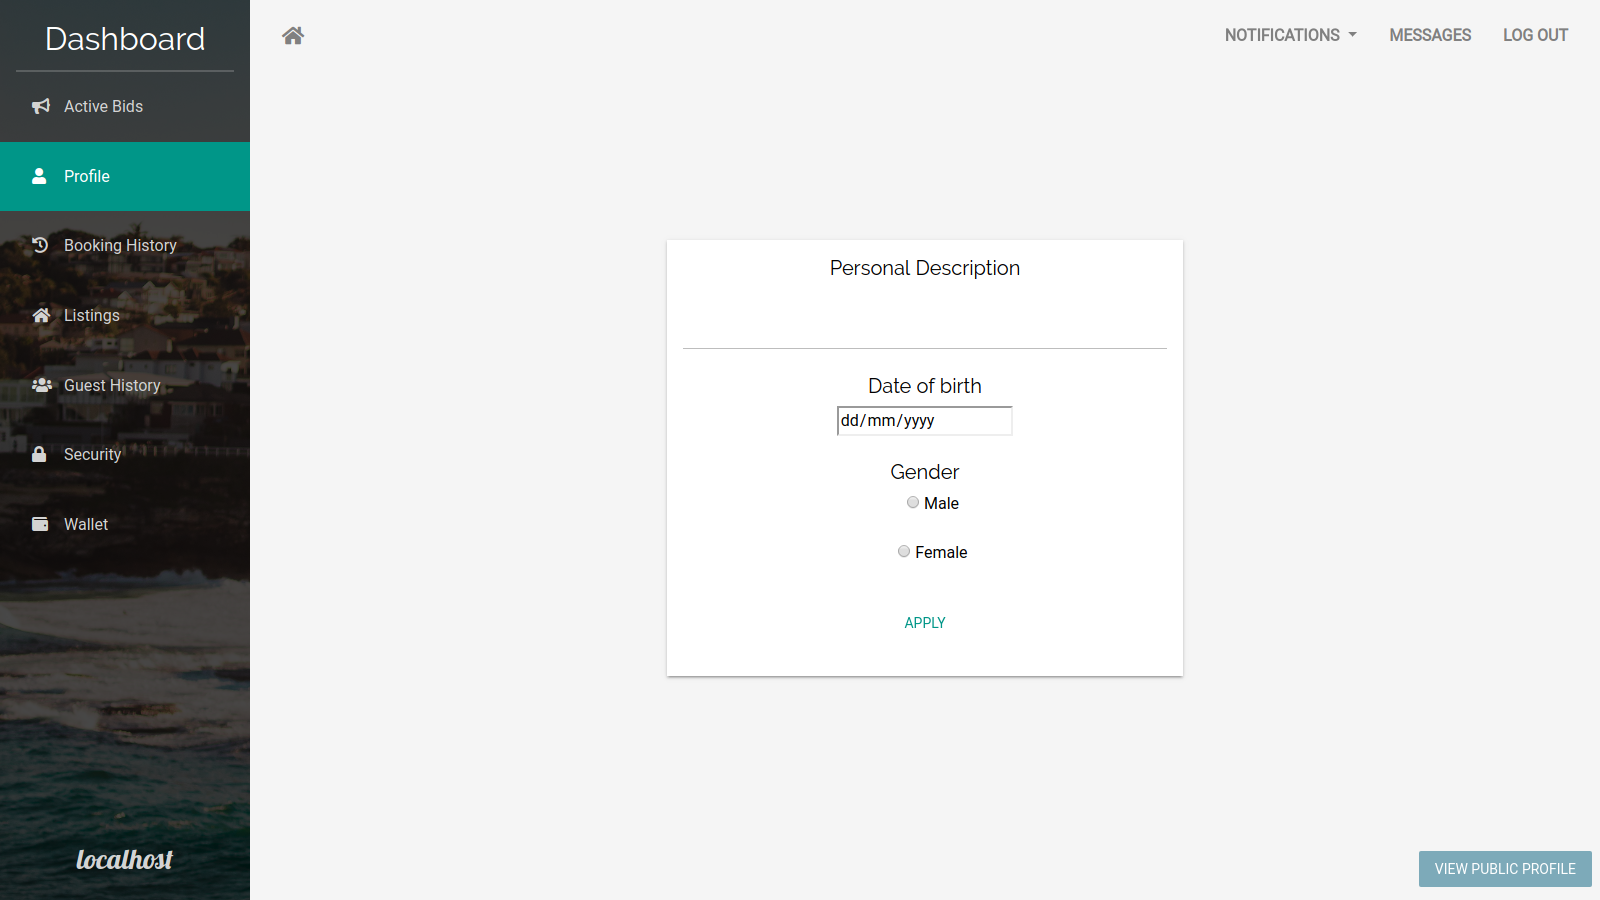 Dashboard
Active Bids
Profile
Booking History
Listings
Guest History
Security
Wallet
localhost
NOTIFICATIONS
MESSAGES
LOG OUT
Personal Description
Date of birth
dd/mm/yyyy
Gender
Male
Female
APPLY
VIEW PUBLIC PROFILE